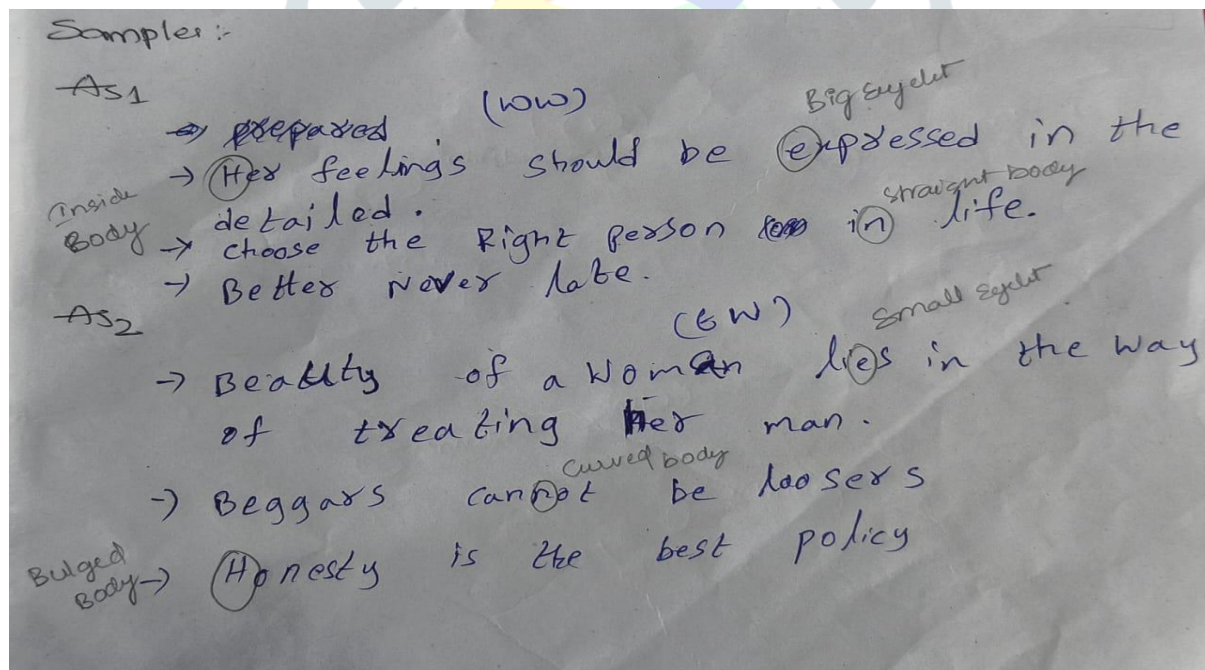 Samples :-
AS1
(WW)
Big Eyelet
→ prepared
→ Her feelings should be expressed in the
Inside
Body
straight body
detailed.
→ choose the Right person in life.
→ Better Never late.
AS2
(GW)
Small Eyelet
→ Beauty of a Woman lies in the Way
of treating Her man.
Curved body
→ Beggars cannot be loosers
Bulged
Body
→ Honesty is the best policy